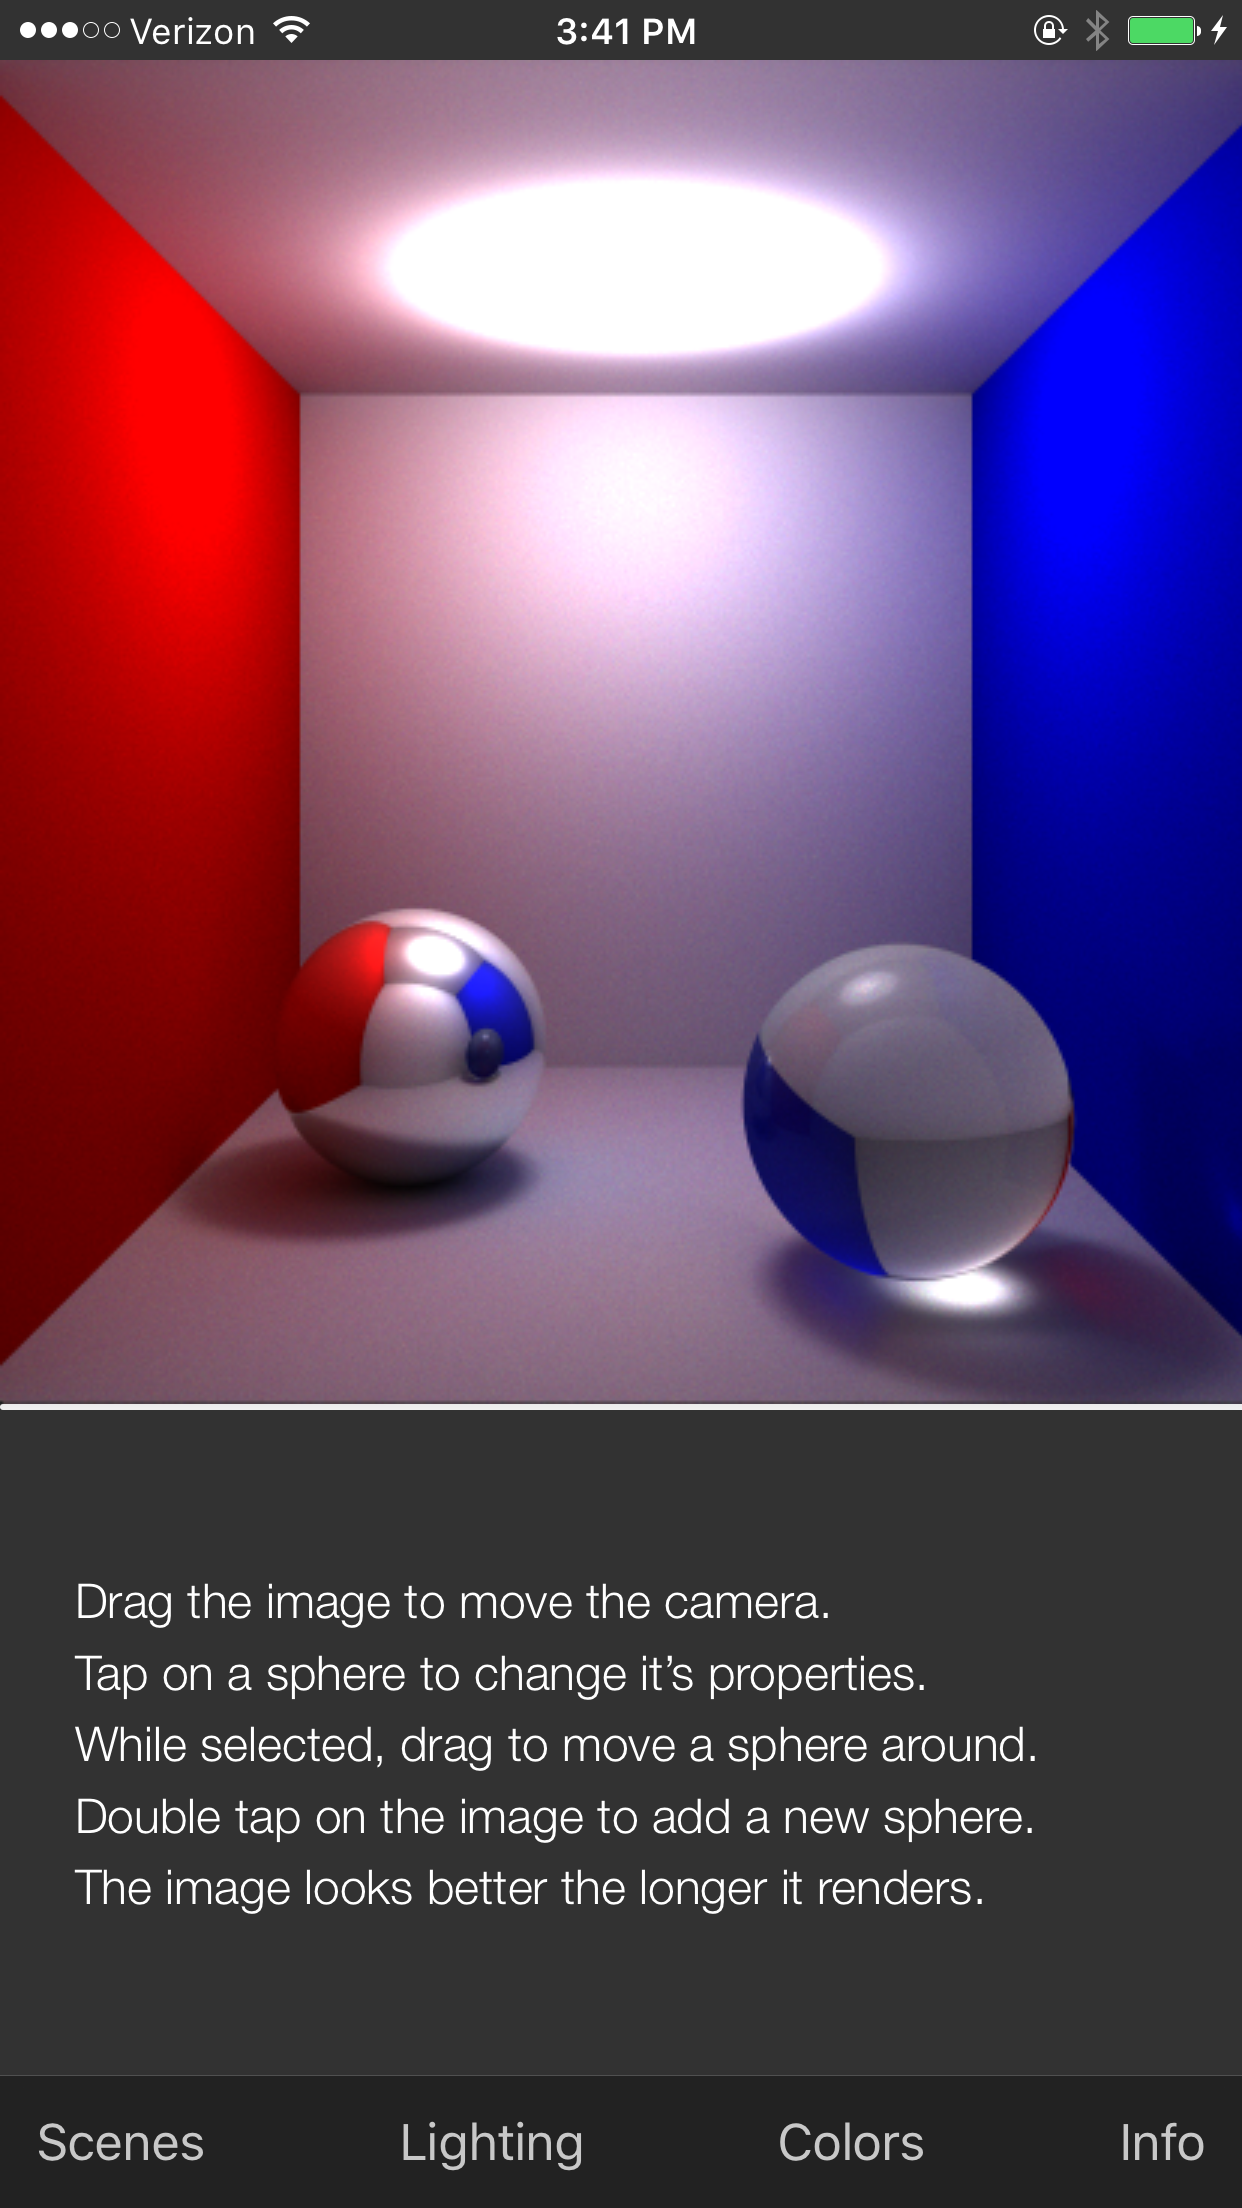 Verizon 3:41 PM
Drag the image to move the camera.
Tap on a sphere to change it’s properties.
While selected, drag to move a sphere around.
Double tap on the image to add a new sphere.
The image looks better the longer it renders.
Scenes Lighting Colors Info